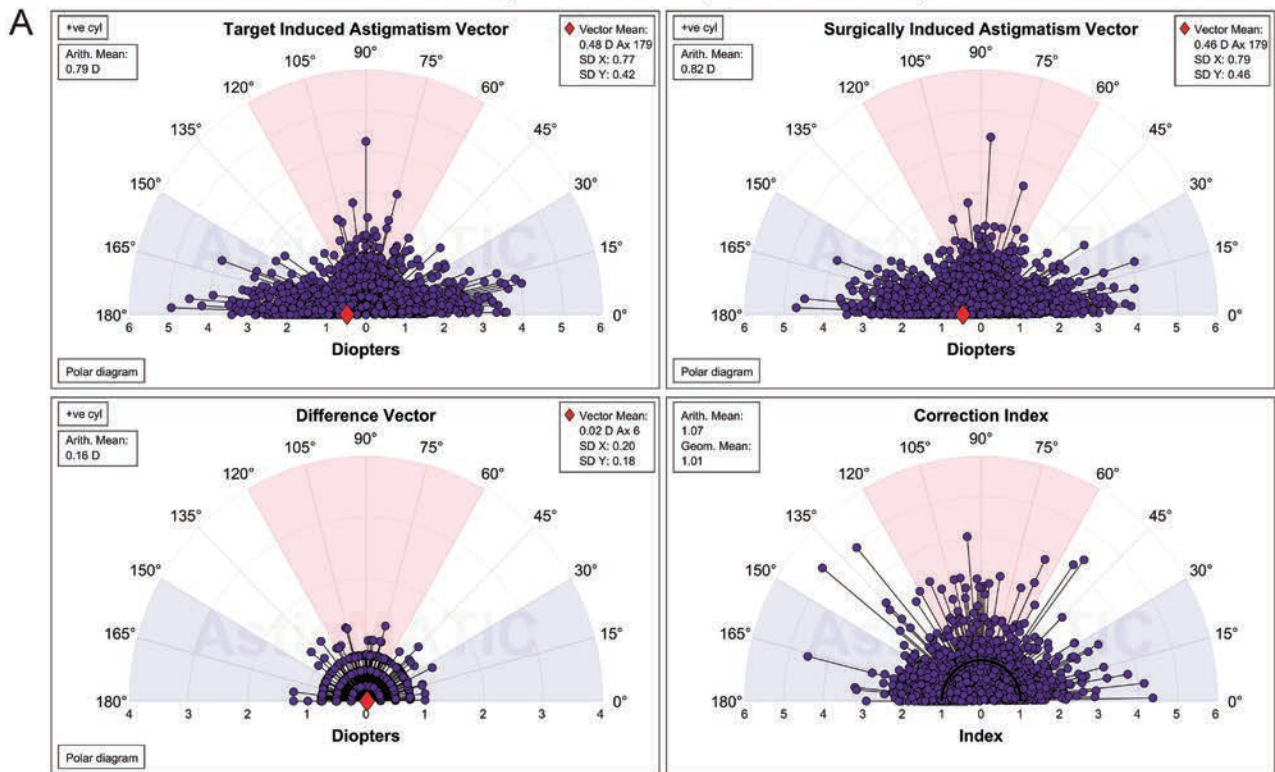 A
+ve cyl
Target Induced Astigmatism Vector
Arith. Mean:
0.79 D
Vector Mean:
0.48 D Ax 179
SD X: 0.77
SD Y: 0.42
90°
105°
75°
120°
60°
135°
45°
150°
30°
165°
15°
180°
0°
6 5 4 3 2 1 0 1 2 3 4 5 6
Diopters
Polar diagram
AstigMATIC
+ve cyl
Surgically Induced Astigmatism Vector
Arith. Mean:
0.82 D
Vector Mean:
0.46 D Ax 179
SD X: 0.79
SD Y: 0.46
90°
105°
75°
120°
60°
135°
45°
150°
30°
165°
15°
180°
0°
6 5 4 3 2 1 0 1 2 3 4 5 6
Diopters
Polar diagram
AstigMATIC
+ve cyl
Difference Vector
Arith. Mean:
0.16 D
Vector Mean:
0.02 D Ax 6
SD X: 0.20
SD Y: 0.18
90°
105°
75°
120°
60°
135°
45°
150°
30°
165°
15°
180°
0°
4 3 2 1 0 1 2 3 4
Diopters
Polar diagram
AstigMATIC
Correction Index
Arith. Mean:
1.07
Geom. Mean:
1.01
90°
105°
75°
120°
60°
135°
45°
150°
30°
165°
15°
180°
0°
6 5 4 3 2 1 0 1 2 3 4 5 6
Index
AstigMATIC